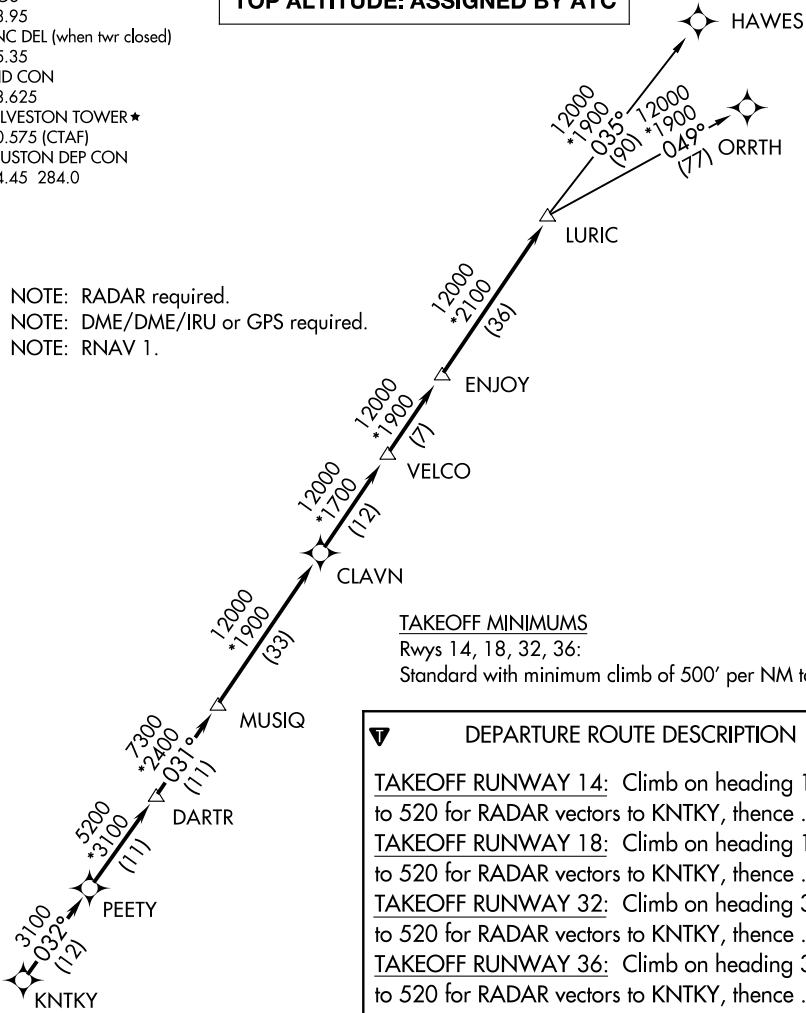 TOP ALTITUDE: ASSIGNED BY ATC
8.95
NC DEL (when twr closed)
5.35
D CON
8.625
LVESTON TOWER★
0.575 (CTAF)
USTON DEP CON
4.45 284.0
HAWES
12000
*1900
035°
(90)
12000
*1900
049°
(77)
ORRTH
LURIC
NOTE: RADAR required.
NOTE: DME/DME/IRU or GPS required.
NOTE: RNAV 1.
12000
*2100
(36)
ENJOY
12000
*1900
(7)
VELCO
12000
*1700
(12)
CLAVN
12000
*1900
(33)
MUSIQ
TAKEOFF MINIMUMS
Rwys 14, 18, 32, 36:
Standard with minimum climb of 500' per NM to
7300
*2400
031°
(11)
DARTR
5200
*3100
(11)
PEETY
3100
032°
(12)
KNTKY
T DEPARTURE ROUTE DESCRIPTION
TAKEOFF RUNWAY 14: Climb on heading 1
to 520 for RADAR vectors to KNTKY, thence .
TAKEOFF RUNWAY 18: Climb on heading 1
to 520 for RADAR vectors to KNTKY, thence .
TAKEOFF RUNWAY 32: Climb on heading 3
to 520 for RADAR vectors to KNTKY, thence .
TAKEOFF RUNWAY 36: Climb on heading 3
to 520 for RADAR vectors to KNTKY, thence .